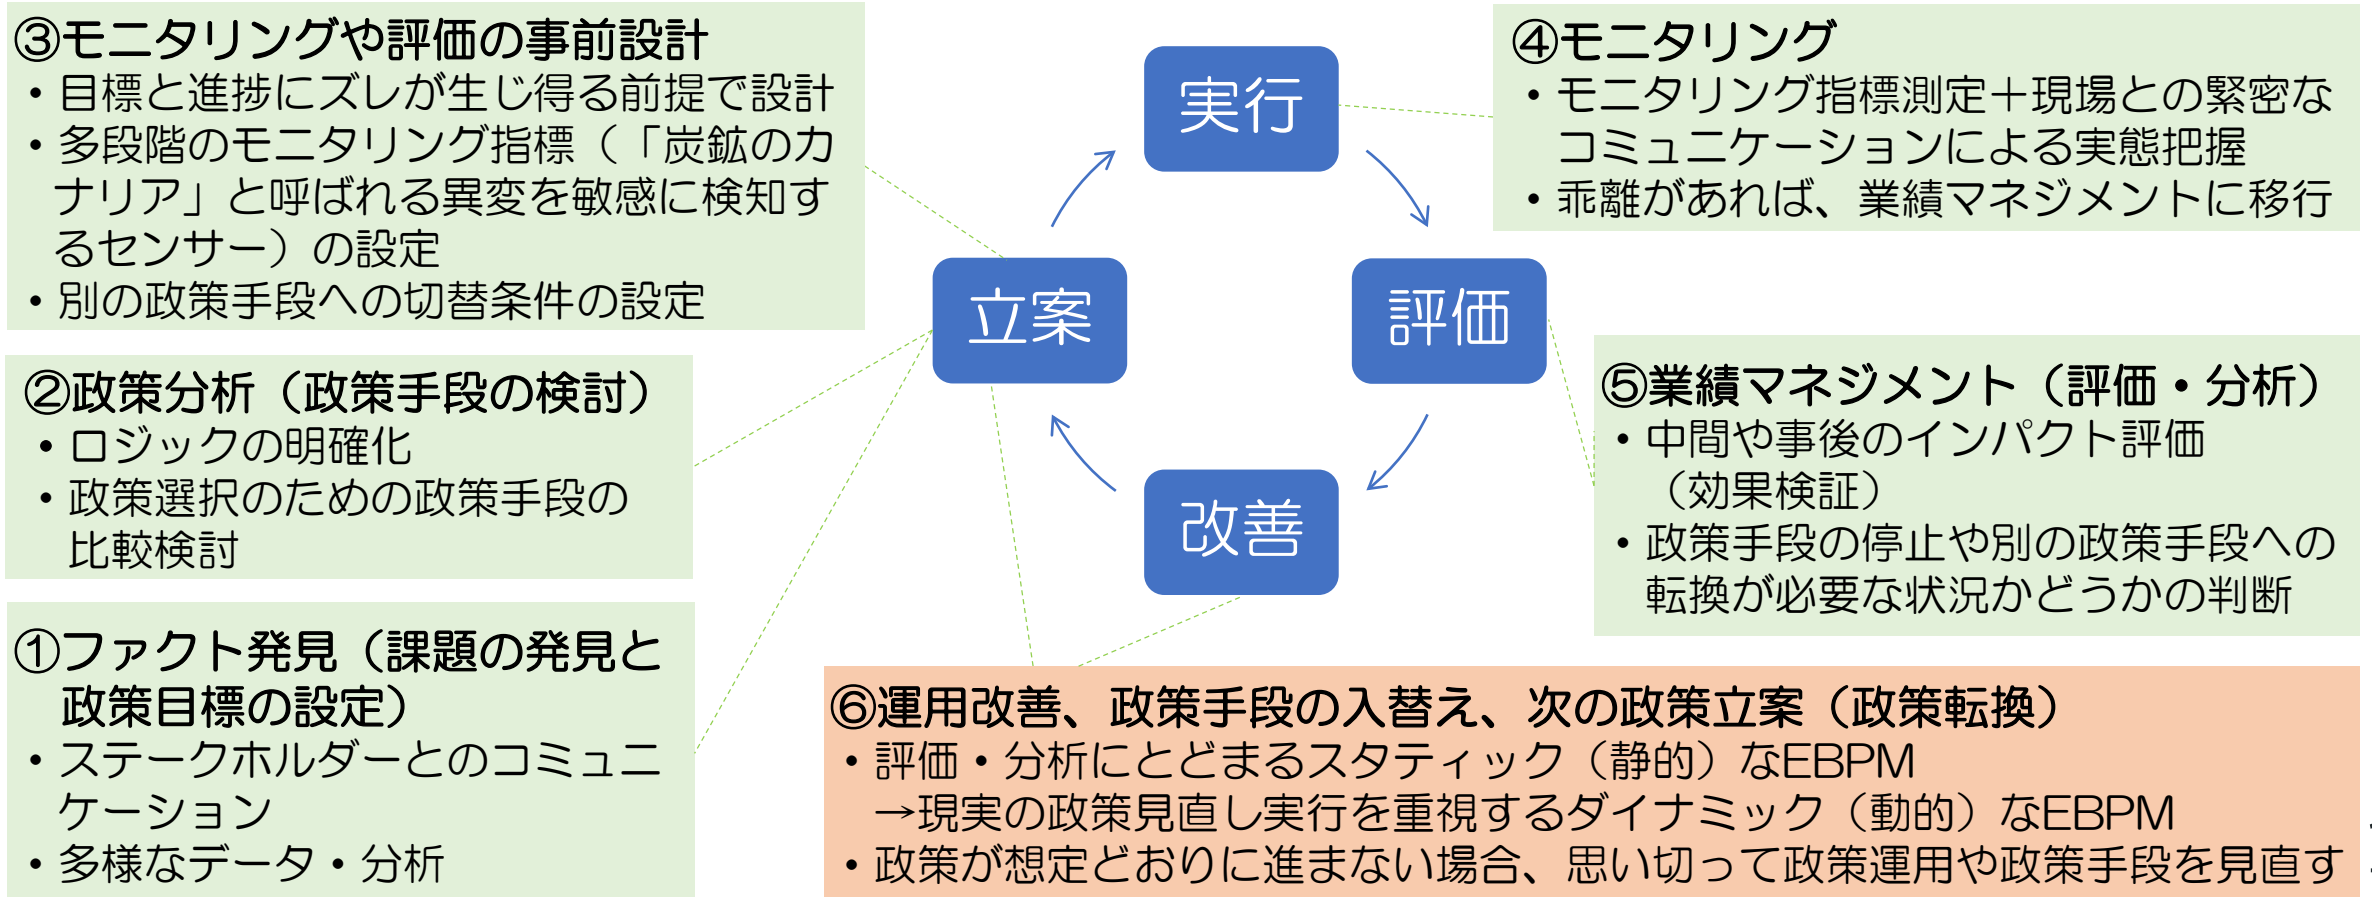 ③モニタリングや評価の事前設計
・目標と進捗にズレが生じ得る前提で設計
・多段階のモニタリング指標（「炭鉱のカ
ナリア」と呼ばれる異変を敏感に検知す
るセンサー）の設定
・別の政策手段への切替条件の設定
②政策分析（政策手段の検討）
・ロジックの明確化
・政策選択のための政策手段の
比較検討
①ファクト発見（課題の発見と
政策目標の設定）
・ステークホルダーとのコミュニ
ケーション
・多様なデータ・分析
実行
立案
評価
改善
④モニタリング
・モニタリング指標測定＋現場との緊密な
コミュニケーションによる実態把握
・乖離があれば、業績マネジメントに移行
⑤業績マネジメント（評価・分析）
・中間や事後のインパクト評価
（効果検証）
・政策手段の停止や別の政策手段への
転換が必要な状況かどうかの判断
⑥運用改善、政策手段の入替え、次の政策立案（政策転換）
・評価・分析にとどまるスタティック（静的）なEBPM
→現実の政策見直し実行を重視するダイナミック（動的）なEBPM
・政策が想定どおりに進まない場合、思い切って政策運用や政策手段を見直す